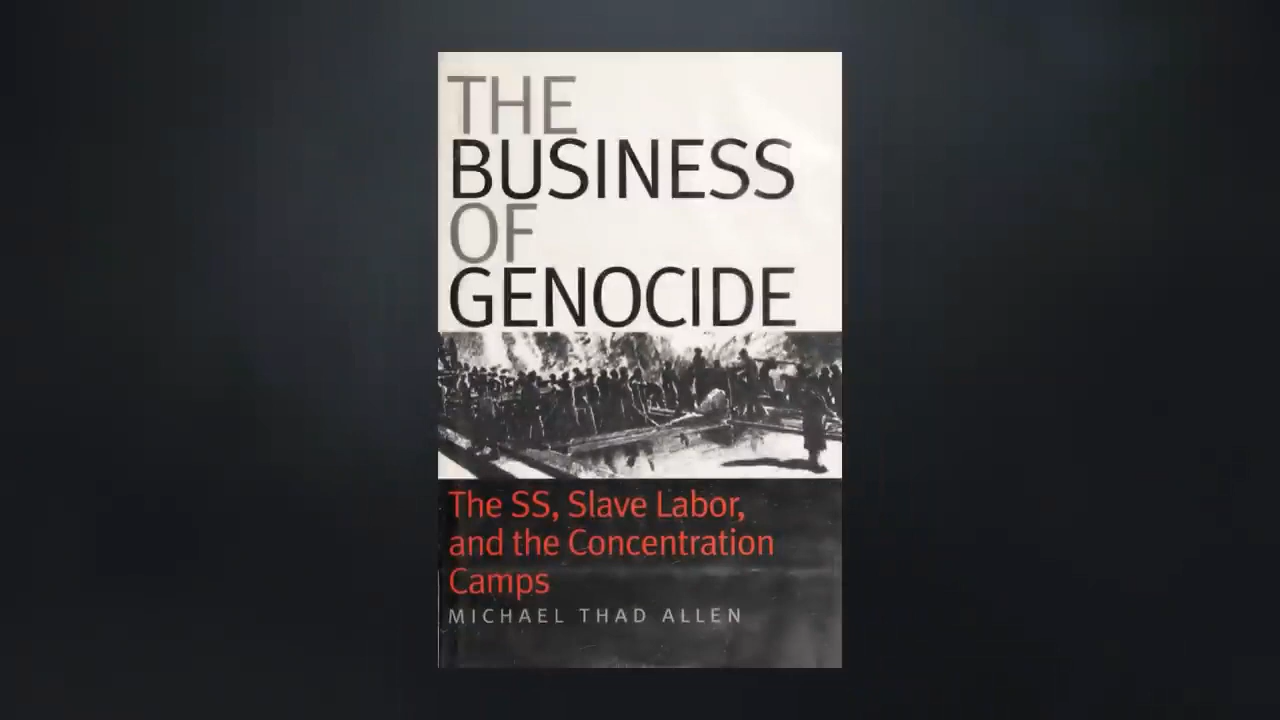 THE
BUSINESS
OF
GENOCIDE
The SS, Slave Labor,
and the Concentration
Camps
MICHAEL THAD ALLEN